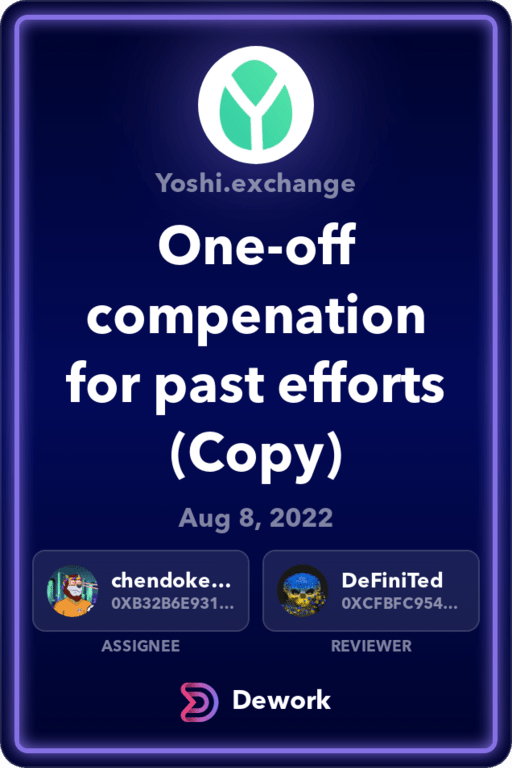 Yoshi.exchange
One-off
compenation
for past efforts
(Copy)
Aug 8, 2022
chendoke...
0XB32B6E931...
ASSIGNEE
DeFiniTed
0XCFBFC954...
REVIEWER
Dework